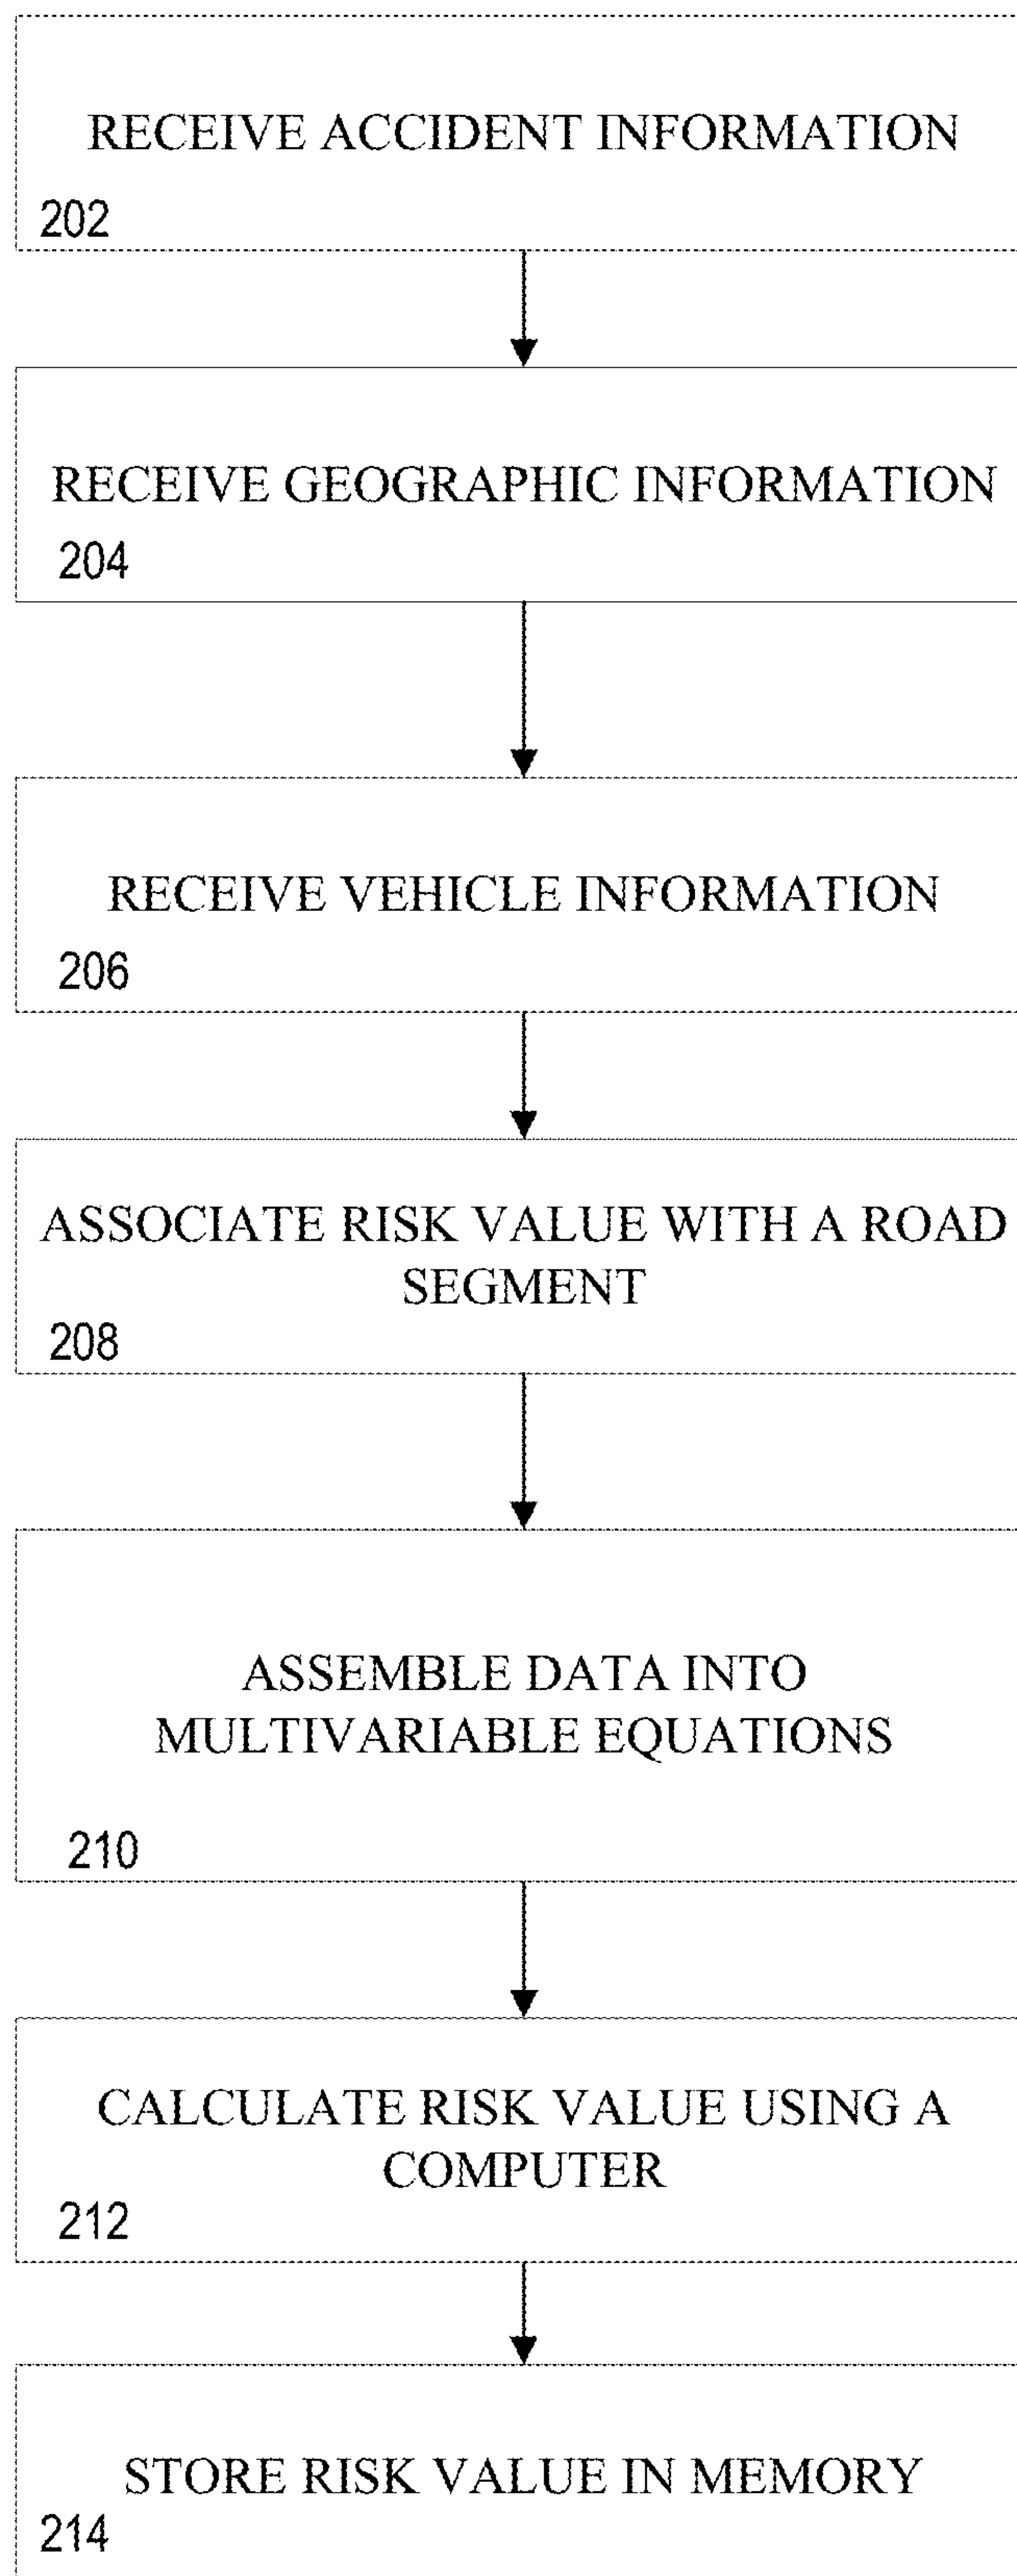 RECEIVE ACCIDENT INFORMATION
202
RECEIVE GEOGRAPHIC INFORMATION
204
RECEIVE VEHICLE INFORMATION
206
ASSOCIATE RISK VALUE WITH A ROAD
SEGMENT
208
ASSEMBLE DATA INTO
MULTIVARIABLE EQUATIONS
210
CALCULATE RISK VALUE USING A
COMPUTER
212
STORE RISK VALUE IN MEMORY
214